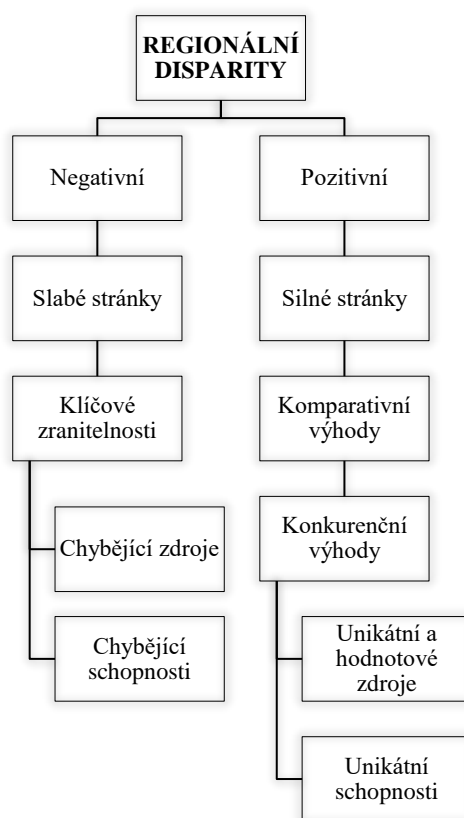 REGIONÁLNÍ
DISPARITY
Negativní
Pozitivní
Slabé stránky
Silné stránky
Klíčové
zranitelnosti
Komparativní
výhody
Konkurenční
výhody
Chybějící zdroje
Chybějící
schopnosti
Unikátní a
hodnotové
zdroje
Unikátní
schopnosti